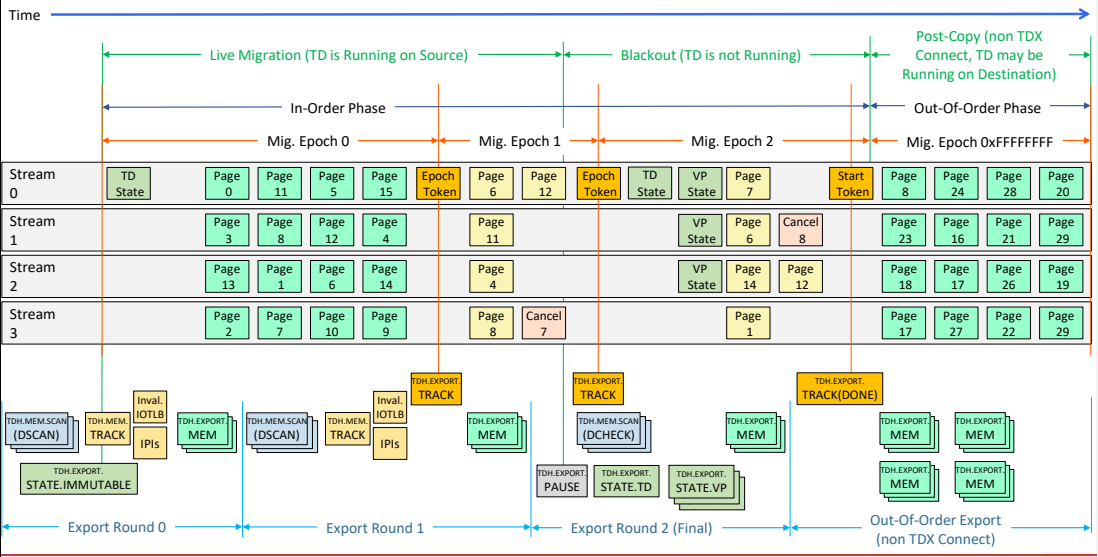 Time
Live Migration (TD is Running on Source)
Blackout (TD is not Running)
Post-Copy (non TDX
Connect, TD may be
Running on Destination)
In-Order Phase
Out-Of-Order Phase
Mig. Epoch 0
Mig. Epoch 1
Mig. Epoch 2
Mig. Epoch 0xFFFFFFFF
Stream
0
TD
State
Page
0
Page
11
Page
5
Page
15
Epoch
Token
Page
6
Page
12
Epoch
Token
TD
State
VP
State
Page
7
Start
Token
Page
8
Page
24
Page
28
Page
20
Stream
1
Page
3
Page
8
Page
12
Page
4
Page
11
VP
State
Page
6
Cancel
8
Page
23
Page
16
Page
21
Page
29
Stream
2
Page
13
Page
1
Page
6
Page
14
Page
4
VP
State
Page
14
Page
12
Page
18
Page
17
Page
26
Page
19
Stream
3
Page
2
Page
7
Page
10
Page
9
Page
8
Cancel
7
Page
1
Page
17
Page
27
Page
22
Page
29
TDH.EXPORT.
TRACK
TDH.EXPORT.
TRACK
TDH.EXPORT.
TRACK(DONE)
TDH.MEM.SCAN
(DSCAN)
TDH.MEM.
TRACK
Inval.
IOTLB
IPIs
TDH.EXPORT.
MEM
TDH.MEM.SCAN
(DSCAN)
TDH.MEM.
TRACK
Inval.
IOTLB
IPIs
TDH.EXPORT.
MEM
TDH.MEM.SCAN
(DCHECK)
TDH.EXPORT.
MEM
TDH.EXPORT.
MEM
TDH.EXPORT.
MEM
TDH.EXPORT.
STATE.IMMUTABLE
TDH.EXPORT.
PAUSE
TDH.EXPORT.
STATE.TD
TDH.EXPORT.
STATE.VP
TDH.EXPORT.
MEM
TDH.EXPORT.
MEM
Export Round 0
Export Round 1
Export Round 2 (Final)
Out-Of-Order Export
(non TDX Connect)